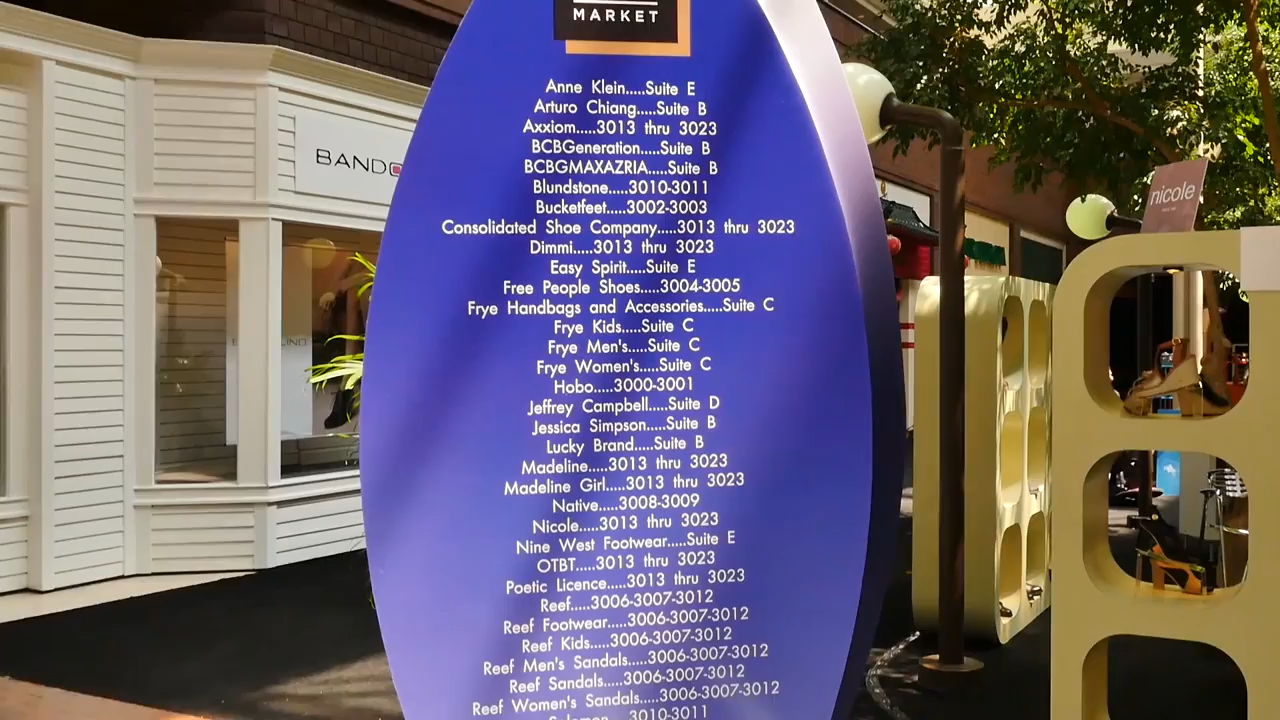 MARKET
Anne Klein.....Suite E
Arturo Chiang.....Suite B
Axxiom.....3013 thru 3023
BCBGeneration.....Suite B
BCBGMAXAZRIA.....Suite B
Blundstone.....3010-3011
Bucketfeet.....3002-3003
Consolidated Shoe Company.....3013 thru 3023
Dimmi.....3013 thru 3023
Easy Spirit.....Suite E
Free People Shoes.....3004-3005
Frye Handbags and Accessories.....Suite C
Frye Kids.....Suite C
Frye Men's.....Suite C
Frye Women's.....Suite C
Hobo.....3000-3001
Jeffrey Campbell.....Suite D
Jessica Simpson.....Suite B
Lucky Brand.....Suite B
Madeline.....3013 thru 3023
Madeline Girl.....3013 thru 3023
Native.....3008-3009
Nicole.....3013 thru 3023
Nine West Footwear.....Suite E
OTBT.....3013 thru 3023
Poetic Licence.....3013 thru 3023
Reef.....3006-3007-3012
Reef Footwear.....3006-3007-3012
Reef Kids.....3006-3007-3012
Reef Men's Sandals.....3006-3007-3012
Reef Sandals.....3006-3007-3012
Reef Women's Sandals.....3006-3007-3012
3010-3011
BANDO
nicole